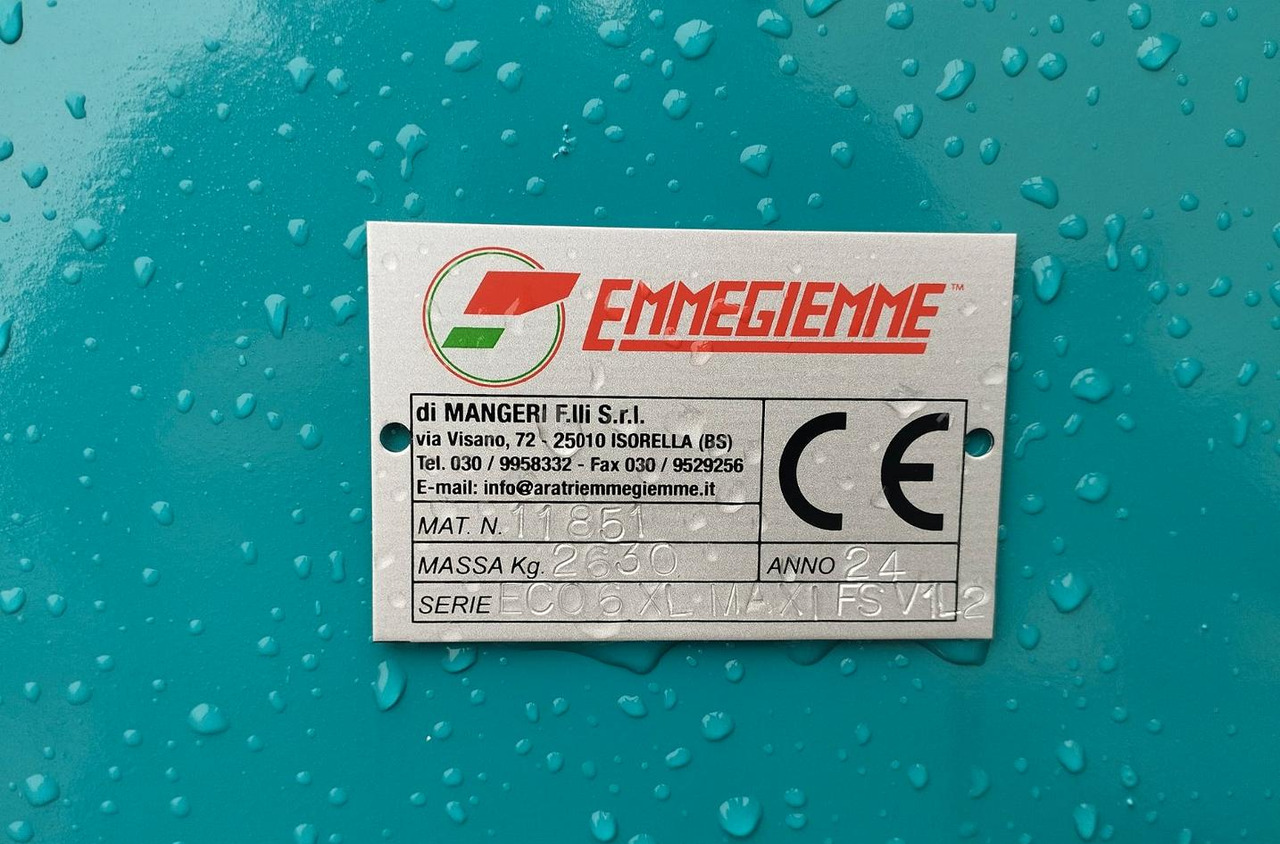 EMMEGIEMME™
di MANGERI F.lli S.r.l.
via Visano, 72 - 25010 ISORELLA (BS)
Tel. 030 / 9958332 - Fax 030 / 9529256
E-mail: info@aratriemmegiemme.it
CE
MAT. N. 11851
MASSA Kg. 2630 ANNO 24
SERIE ECO 6 XL MAXI FS V1L2